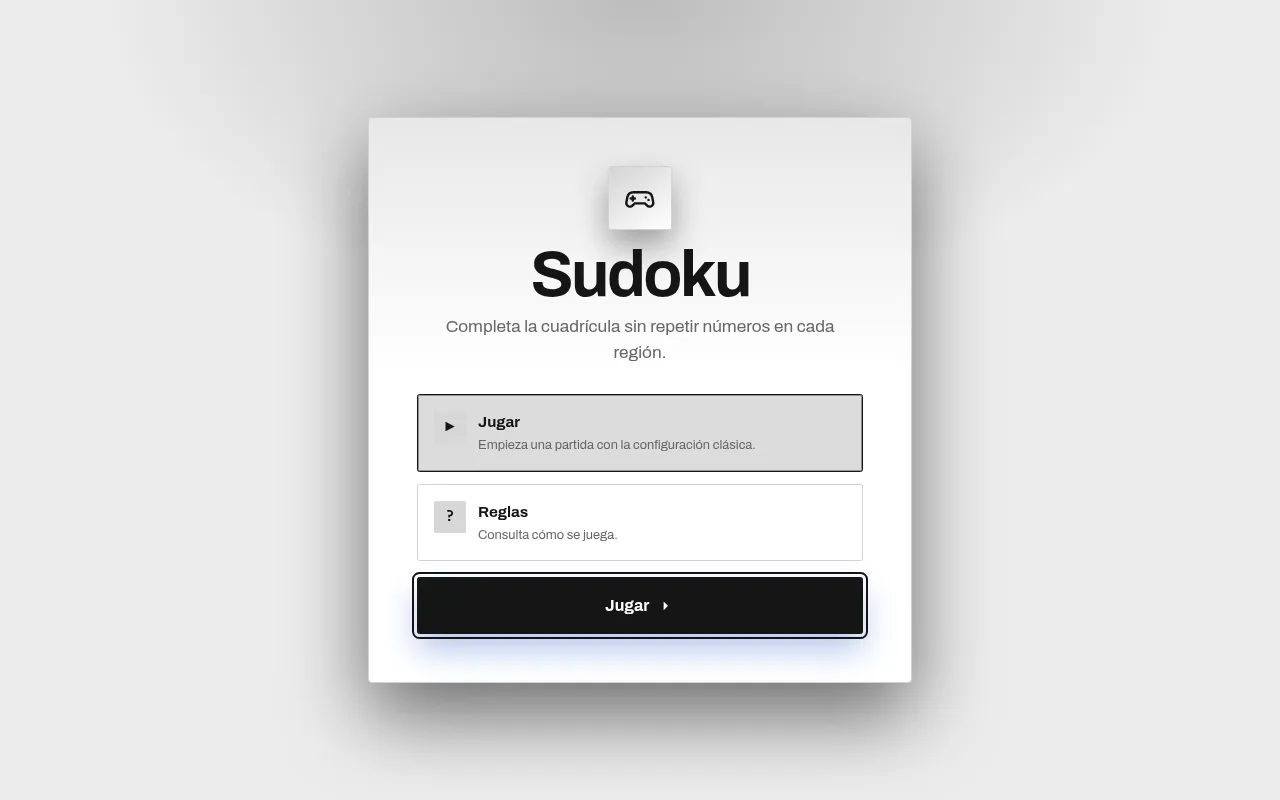 Sudoku
Completa la cuadrícula sin repetir números en cada
región.
Jugar
Empieza una partida con la configuración clásica.
?
Reglas
Consulta cómo se juega.
Jugar